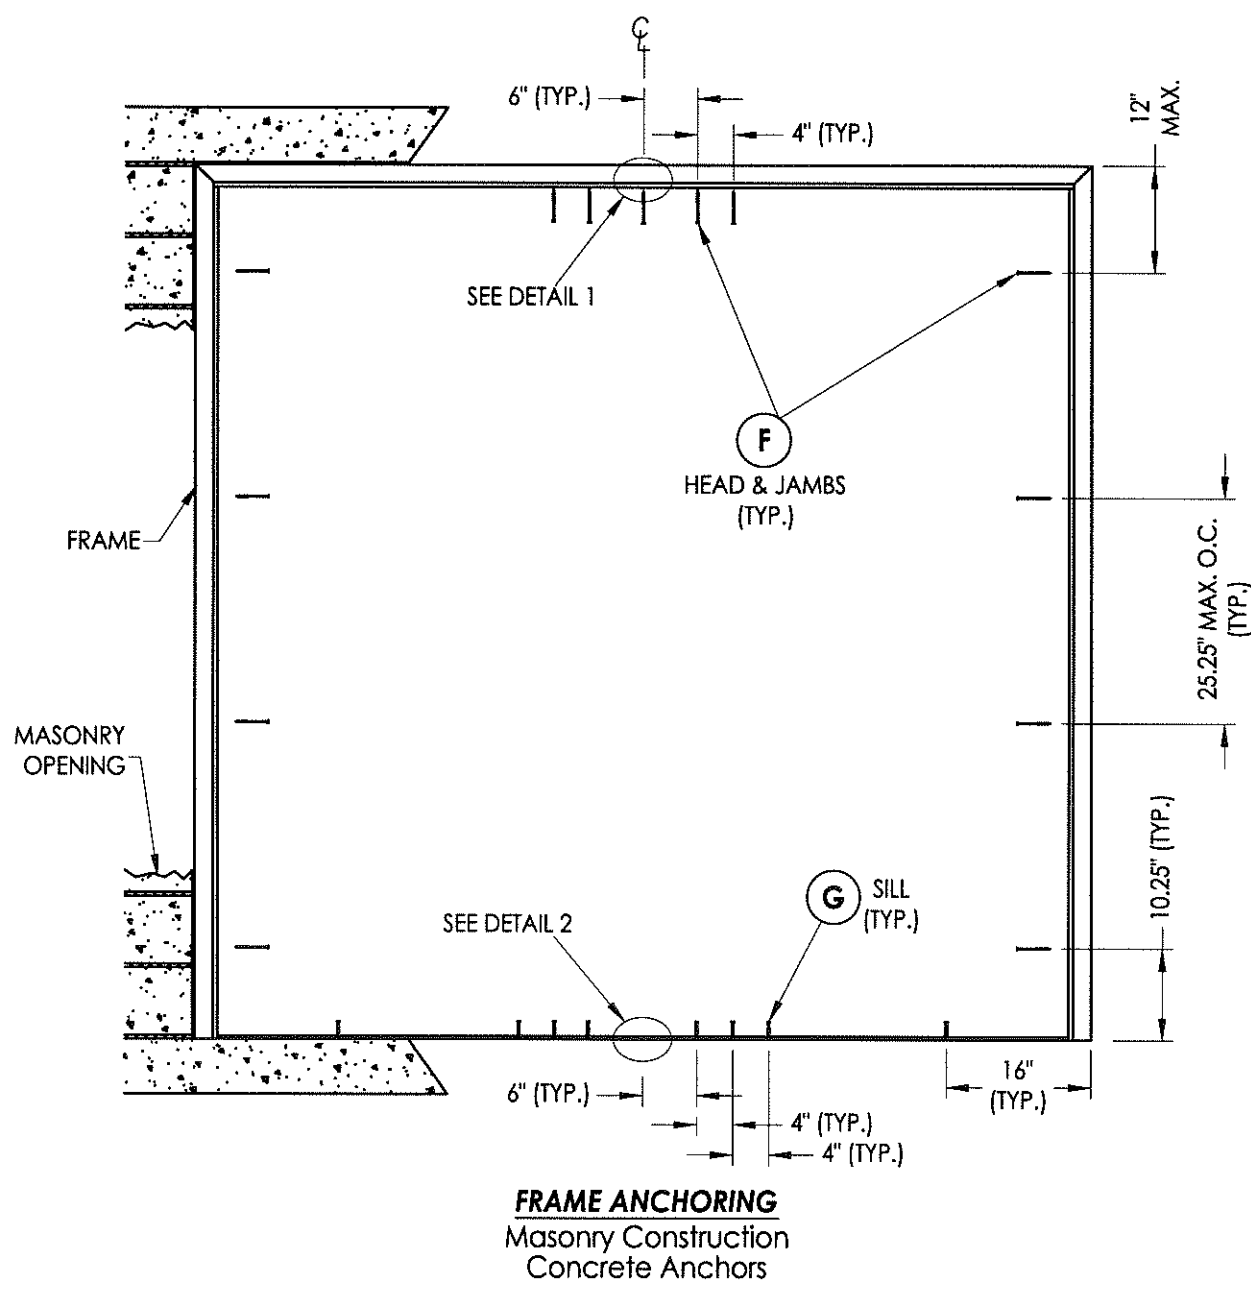 ℄
6" (TYP.)
4" (TYP.)
12"
MAX.
SEE DETAIL 1
F
HEAD & JAMBS
(TYP.)
FRAME
25.25" MAX. O.C.
(TYP.)
MASONRY
OPENING
10.25" (TYP.)
G
SILL
(TYP.)
SEE DETAIL 2
6" (TYP.)
16"
(TYP.)
4" (TYP.)
4" (TYP.)
FRAME ANCHORING
Masonry Construction
Concrete Anchors